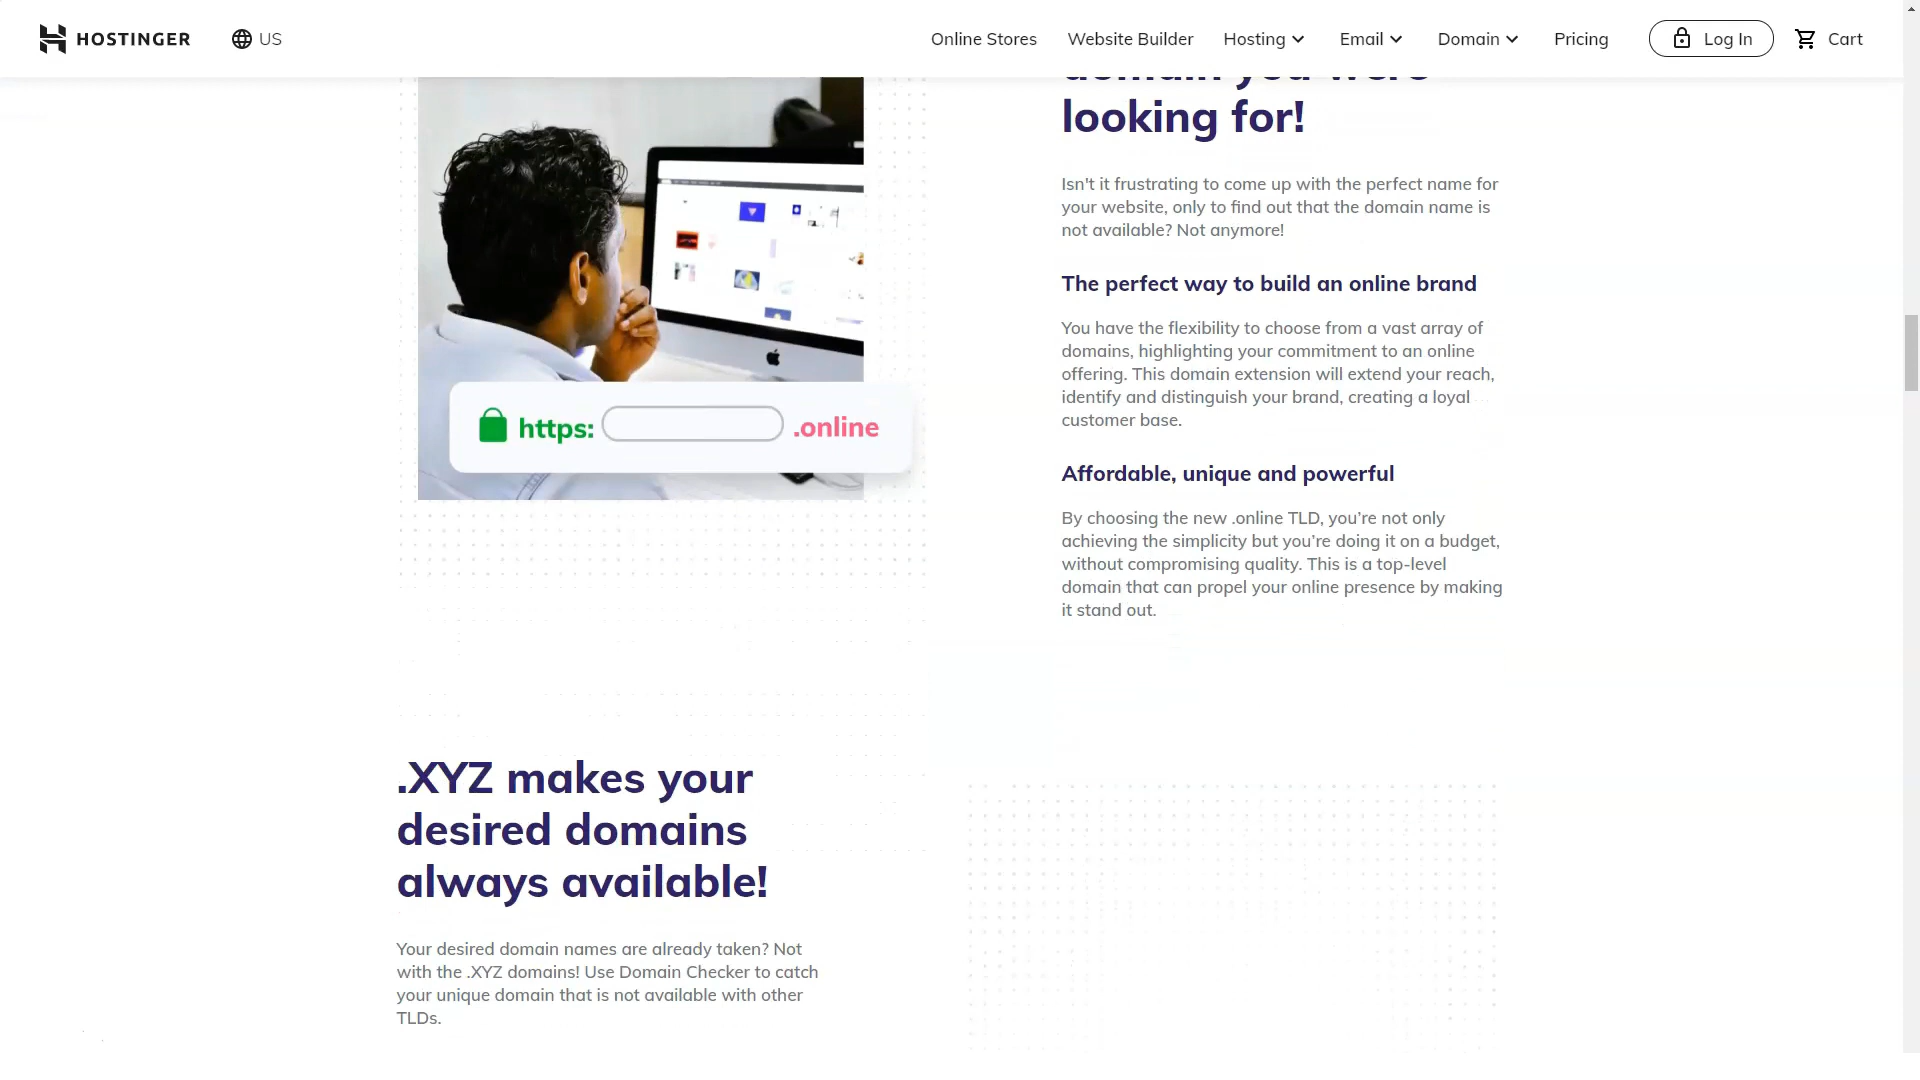 HOSTINGER
US
Online Stores
Website Builder
Hosting
Email
Domain
Pricing
Log In
Cart
domain you were
looking for!
Isn't it frustrating to come up with the perfect name for
your website, only to find out that the domain name is
not available? Not anymore!
The perfect way to build an online brand
You have the flexibility to choose from a vast array of
domains, highlighting your commitment to an online
offering. This domain extension will extend your reach,
identify and distinguish your brand, creating a loyal
customer base.
https:
.online
Affordable, unique and powerful
By choosing the new .online TLD, you’re not only
achieving the simplicity but you’re doing it on a budget,
without compromising quality. This is a top-level
domain that can propel your online presence by making
it stand out.
.XYZ makes your
desired domains
always available!
Your desired domain names are already taken? Not
with the .XYZ domains! Use Domain Checker to catch
your unique domain that is not available with other
TLDs.